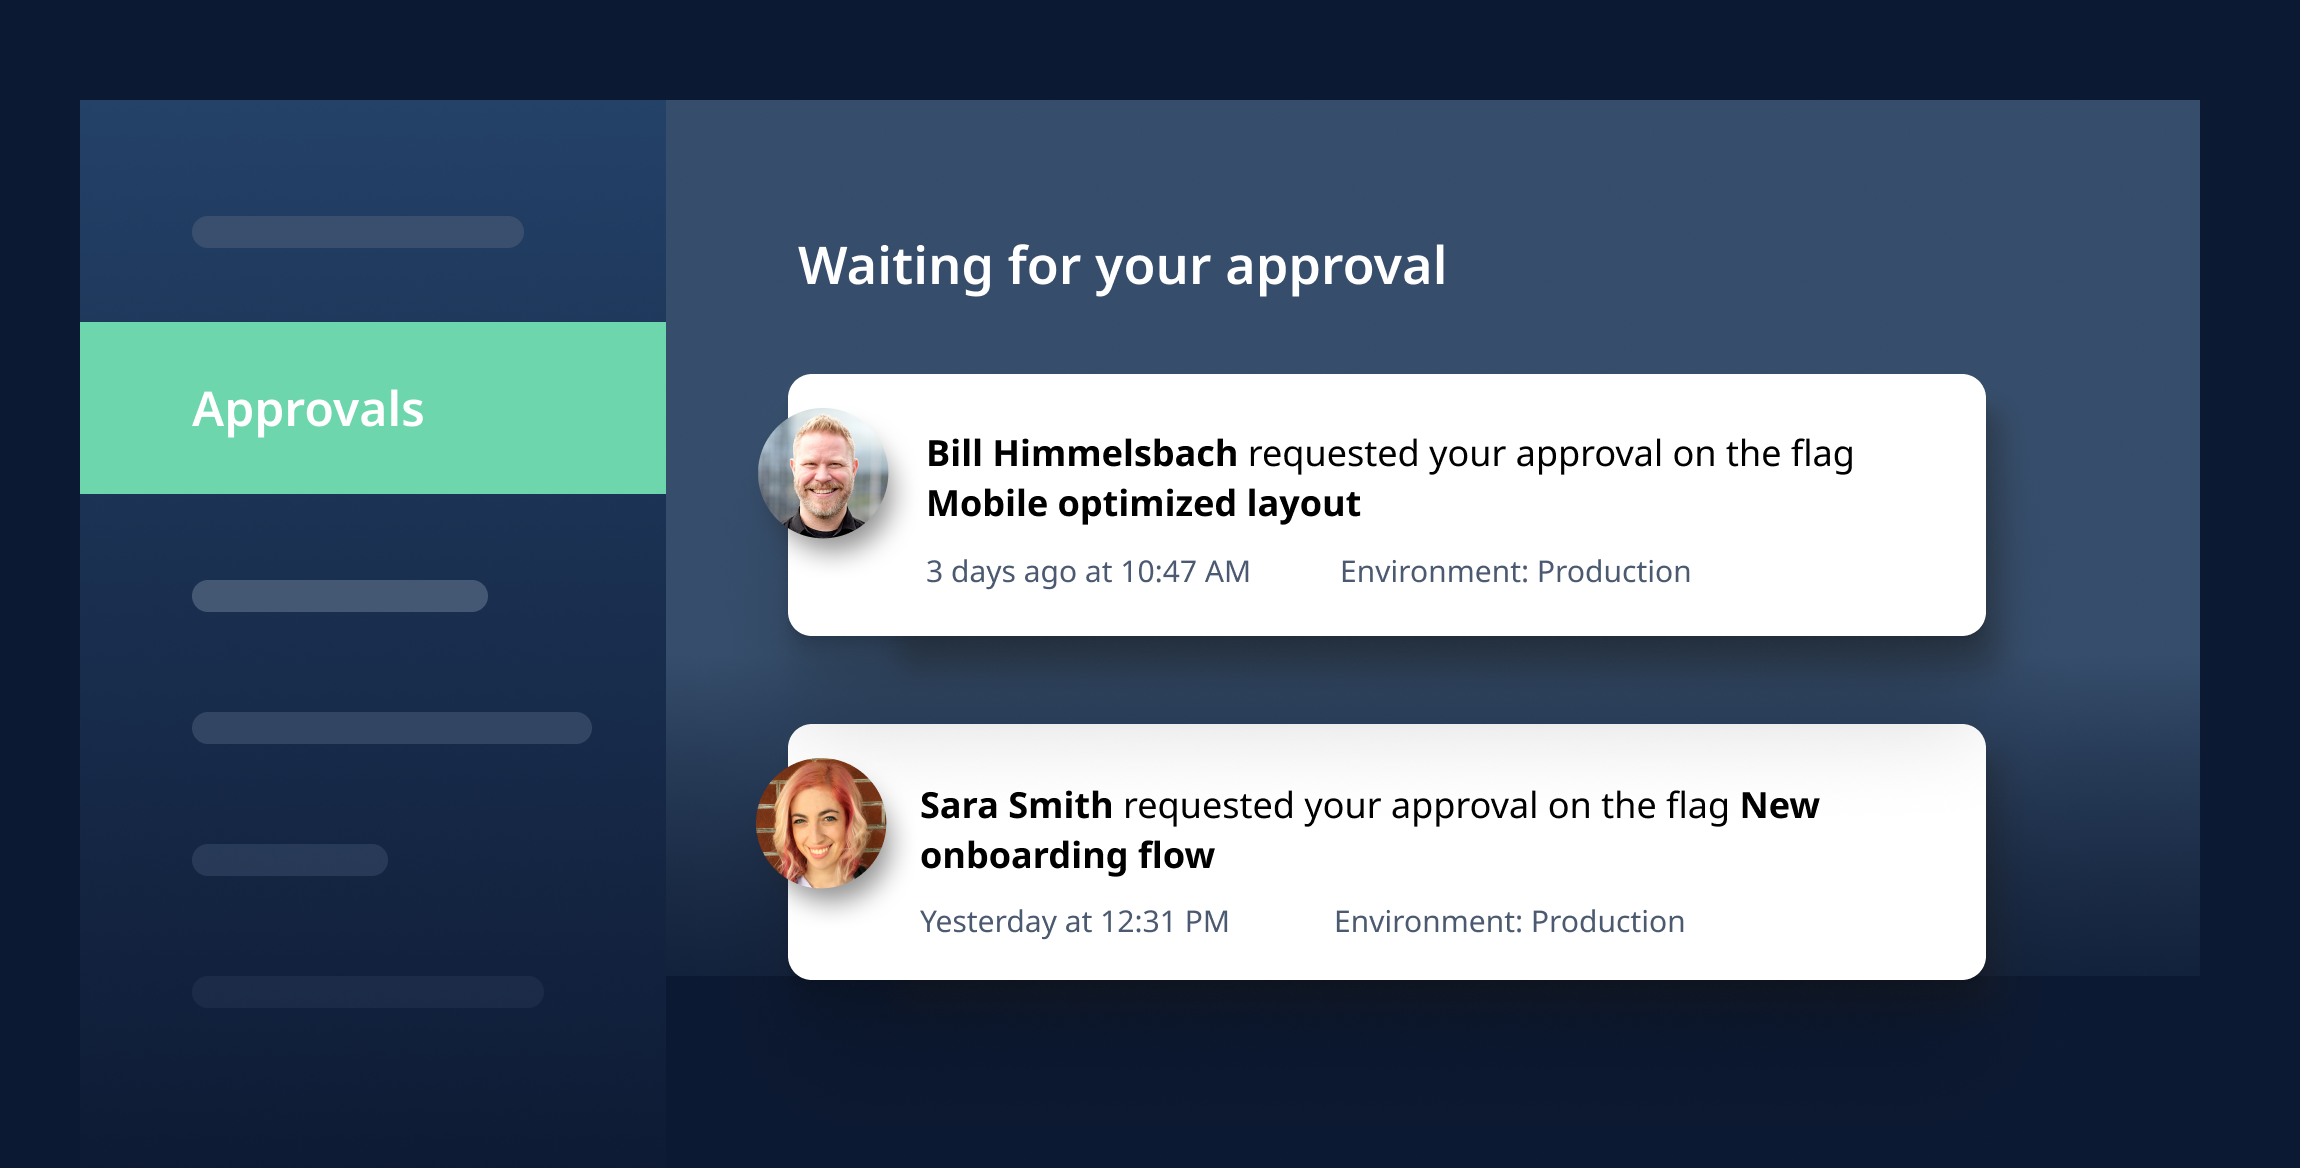 Approvals
Waiting for your approval
Bill Himmelsbach requested your approval on the flag
Mobile optimized layout
3 days ago at 10:47 AM Environment: Production
Sara Smith requested your approval on the flag New
onboarding flow
Yesterday at 12:31 PM Environment: Production